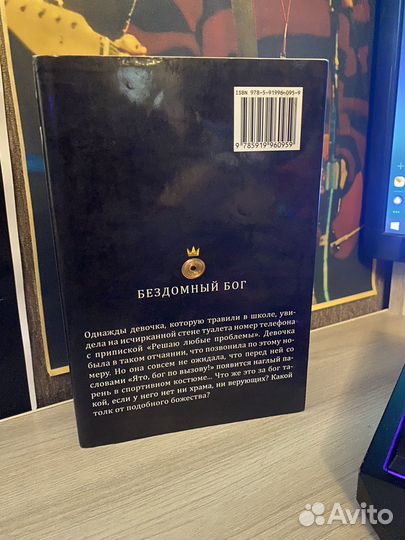 ISBN 978-5-91996-095-9
9 785919 960959
БЕЗДОМНЫЙ БОГ
Однажды девочка, которую травили в школе, уви-
дела на исчирканной стене туалета номер телефона
с припиской «Решаю любые проблемы». Девочка
была в таком отчаянии, что позвонила по этому но-
меру. Но она совсем не ожидала, что перед ней со
словами «Ято, бог по вызову!» появится наглый па-
рень в спортивном костюме... Что же это за бог та-
кой, если у него нет ни храма, ни верующих? Какой
толк от подобного божества?
Avito